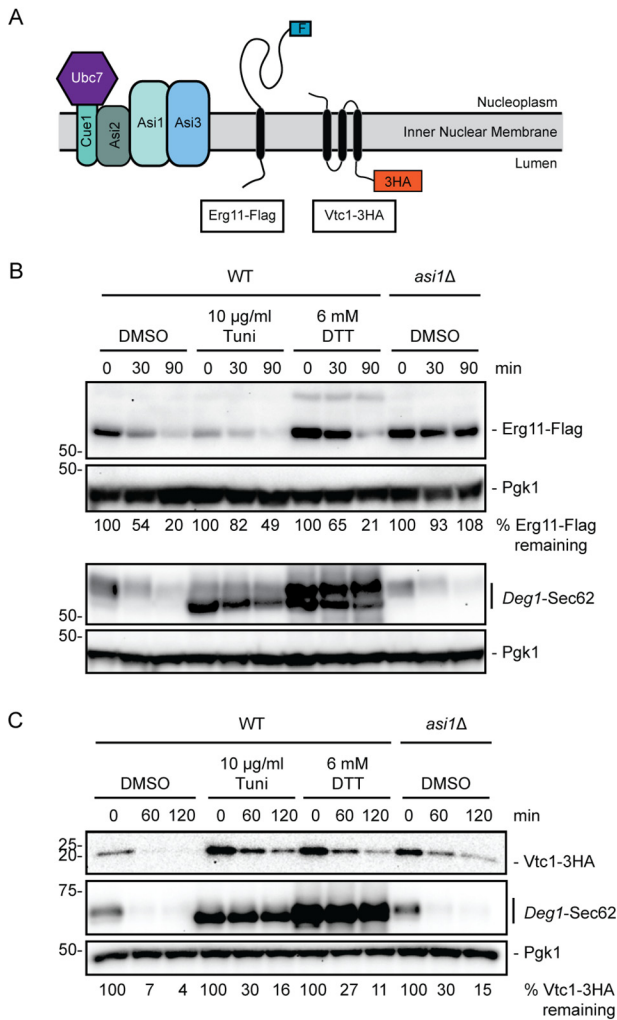 A
F
Ubc7
Cue1
Asi2
Asi1
Asi3
Nucleoplasm
Inner Nuclear Membrane
Lumen
3HA
Erg11-Flag
Vtc1-3HA
B
WT
asi1Δ
10 µg/ml
6 mM
DMSO
Tuni
DTT
DMSO
0 30 90 0 30 90 0 30 90 0 30 90 min
- Erg11-Flag
50-
50-
- Pgk1
100 54 20 100 82 49 100 65 21 100 93 108 % Erg11-Flag
remaining
Deg1-Sec62
50-
50-
- Pgk1
C
WT
asi1Δ
10 µg/ml
6 mM
DMSO
Tuni
DTT
DMSO
0 60 120 0 60 120 0 60 120 0 60 120 min
25-
20-
- Vtc1-3HA
75-
Deg1-Sec62
50-
- Pgk1
100 7 4 100 30 16 100 27 11 100 30 15 % Vtc1-3HA
remaining